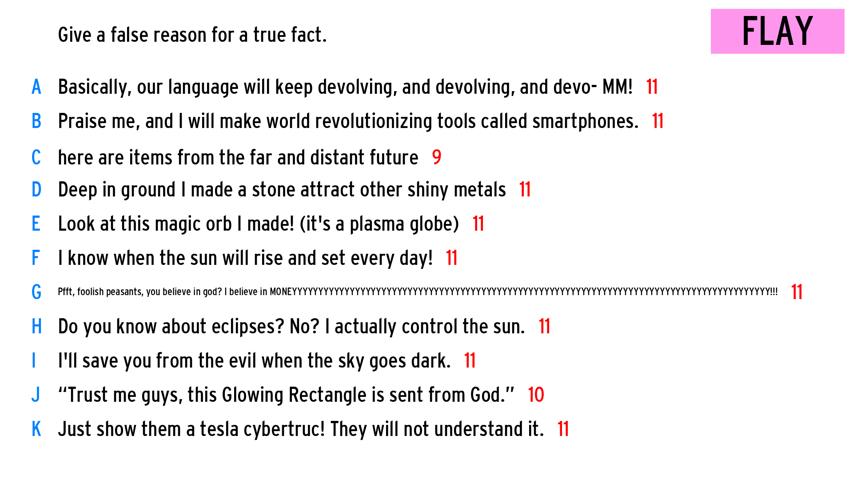 Give a false reason for a true fact.
FLAY
A Basically, our language will keep devolving, and devolving, and devo- MM! 11
B Praise me, and I will make world revolutionizing tools called smartphones. 11
C here are items from the far and distant future 9
D Deep in ground I made a stone attract other shiny metals 11
E Look at this magic orb I made! (it's a plasma globe) 11
F I know when the sun will rise and set every day! 11
G Pfft, foolish peasants, you believe in god? I believe in MONEYYYYYYYYYYYYYYYYYYYYYYYYYYYYYYYYYYYYYYYYYYYYYYYYYYYYYYYYYYYYYYYYYYYYYYYYYYYYYYYYYYYYYYYYYYYYYYYYYYYY!!! 11
H Do you know about eclipses? No? I actually control the sun. 11
I I'll save you from the evil when the sky goes dark. 11
J “Trust me guys, this Glowing Rectangle is sent from God.” 10
K Just show them a tesla cybertruc! They will not understand it. 11